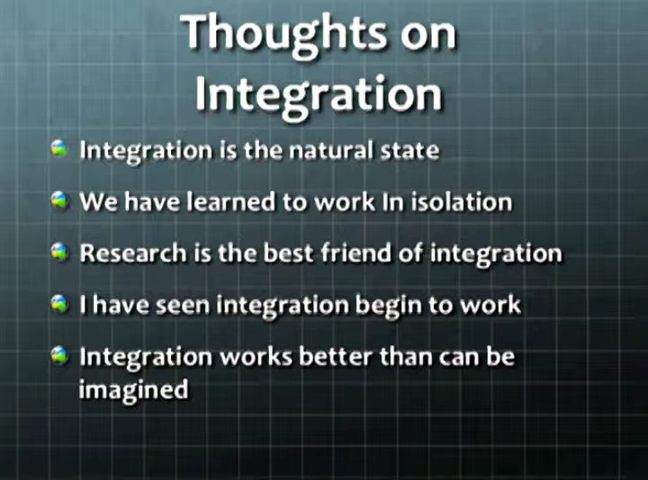 Thoughts on
Integration
Integration is the natural state
We have learned to work In isolation
Research is the best friend of integration
I have seen integration begin to work
Integration works better than can be
imagined